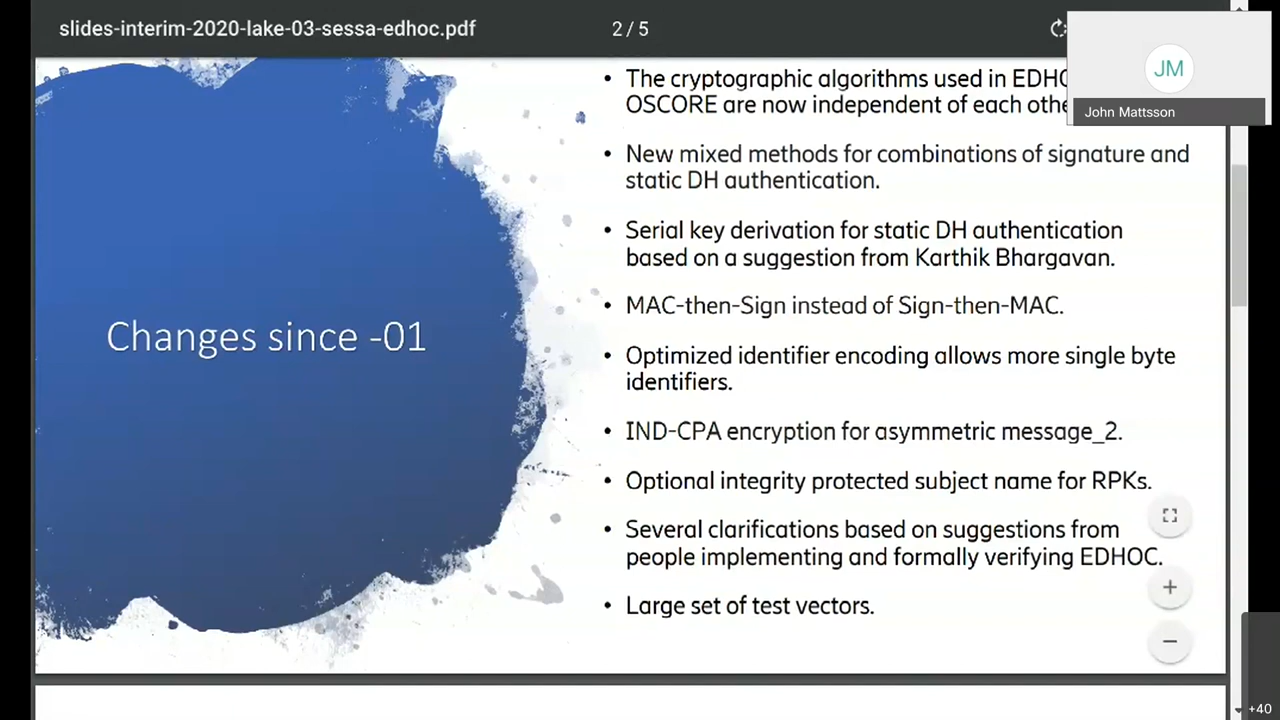 slides-interim-2020-lake-03-sessa-edhoc.pdf
2 / 5
JM
John Mattsson
Changes since -01
• The cryptographic algorithms used in
OSCORE are now independent of each
• New mixed methods for combinations of signature and
static DH authentication.
• Serial key derivation for static DH authentication
based on a suggestion from Karthik Bhargavan.
• MAC-then-Sign instead of Sign-then-MAC.
• Optimized identifier encoding allows more single byte
identifiers.
• IND-CPA encryption for asymmetric message_2.
• Optional integrity protected subject name for RPKs.
• Several clarifications based on suggestions from
people implementing and formally verifying EDHOC.
• Large set of test vectors.
+40